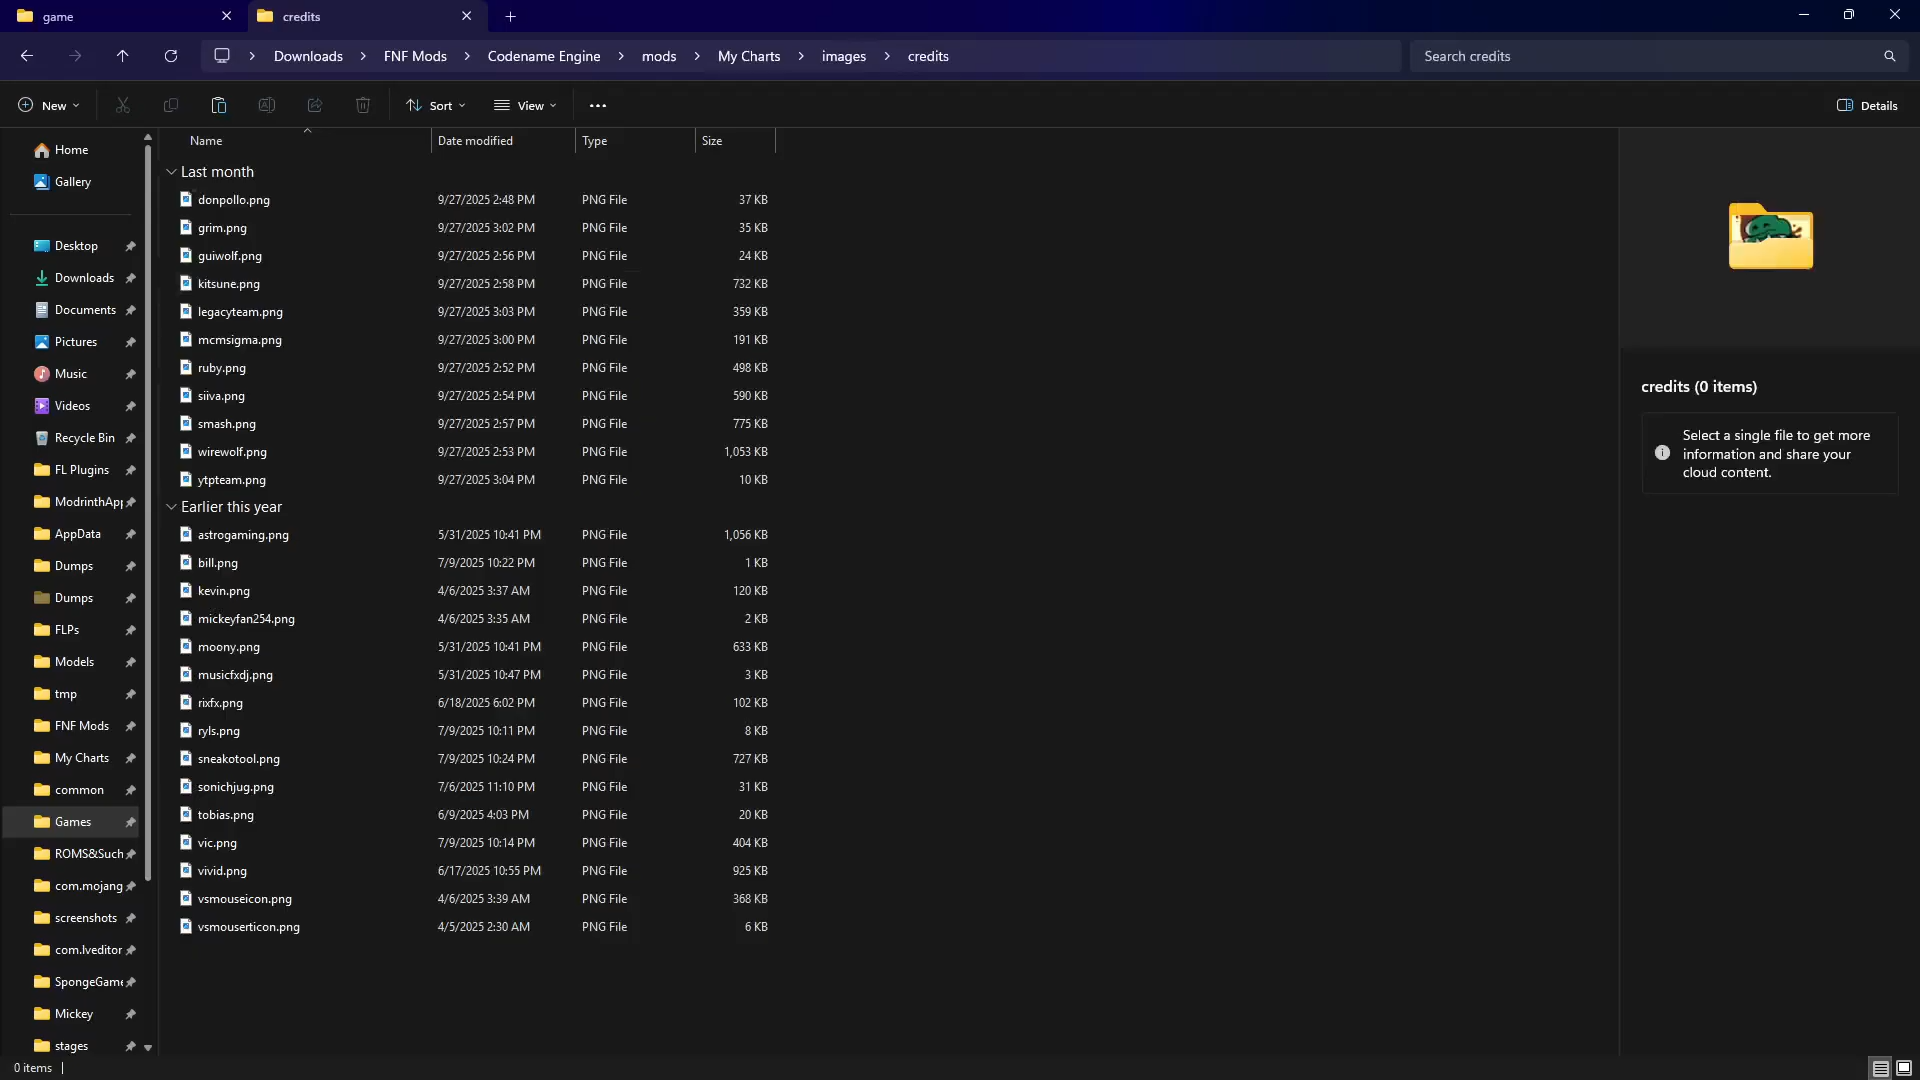 game
credits
Downloads > FNF Mods > Codename Engine > mods > My Charts > images > credits
Search credits
New
Sort
View
Details
Home
Gallery
Desktop
Downloads
Documents
Pictures
Music
Videos
Recycle Bin
FL Plugins
ModrinthApp
AppData
Dumps
Dumps
FLPs
Models
tmp
FNF Mods
My Charts
common
Games
ROMS&Such
com.mojang
screenshots
com.lveditor
SpongeGame
Mickey
stages
Name Date modified Type Size
Last month
donpollo.png 9/27/2025 2:48 PM PNG File 37 KB
grim.png 9/27/2025 3:02 PM PNG File 35 KB
guiwolf.png 9/27/2025 2:56 PM PNG File 24 KB
kitsune.png 9/27/2025 2:58 PM PNG File 732 KB
legacyteam.png 9/27/2025 3:03 PM PNG File 359 KB
mcmsigma.png 9/27/2025 3:00 PM PNG File 191 KB
ruby.png 9/27/2025 2:52 PM PNG File 498 KB
siiva.png 9/27/2025 2:54 PM PNG File 590 KB
smash.png 9/27/2025 2:57 PM PNG File 775 KB
wirewolf.png 9/27/2025 2:53 PM PNG File 1,053 KB
ytpteam.png 9/27/2025 3:04 PM PNG File 10 KB
Earlier this year
astrogaming.png 5/31/2025 10:41 PM PNG File 1,056 KB
bill.png 7/9/2025 10:22 PM PNG File 1 KB
kevin.png 4/6/2025 3:37 AM PNG File 120 KB
mickeyfan254.png 4/6/2025 3:35 AM PNG File 2 KB
moony.png 5/31/2025 10:41 PM PNG File 633 KB
musicfxdj.png 5/31/2025 10:47 PM PNG File 3 KB
rixfx.png 6/18/2025 6:02 PM PNG File 102 KB
ryls.png 7/9/2025 10:11 PM PNG File 8 KB
sneakotool.png 7/9/2025 10:24 PM PNG File 727 KB
sonichjug.png 7/6/2025 11:10 PM PNG File 31 KB
tobias.png 6/9/2025 4:03 PM PNG File 20 KB
vic.png 7/9/2025 10:14 PM PNG File 404 KB
vivid.png 6/17/2025 10:55 PM PNG File 925 KB
vsmouseicon.png 4/6/2025 3:39 AM PNG File 368 KB
vsmouserticon.png 4/5/2025 2:30 AM PNG File 6 KB
credits (0 items)
Select a single file to get more
information and share your
cloud content.
0 items